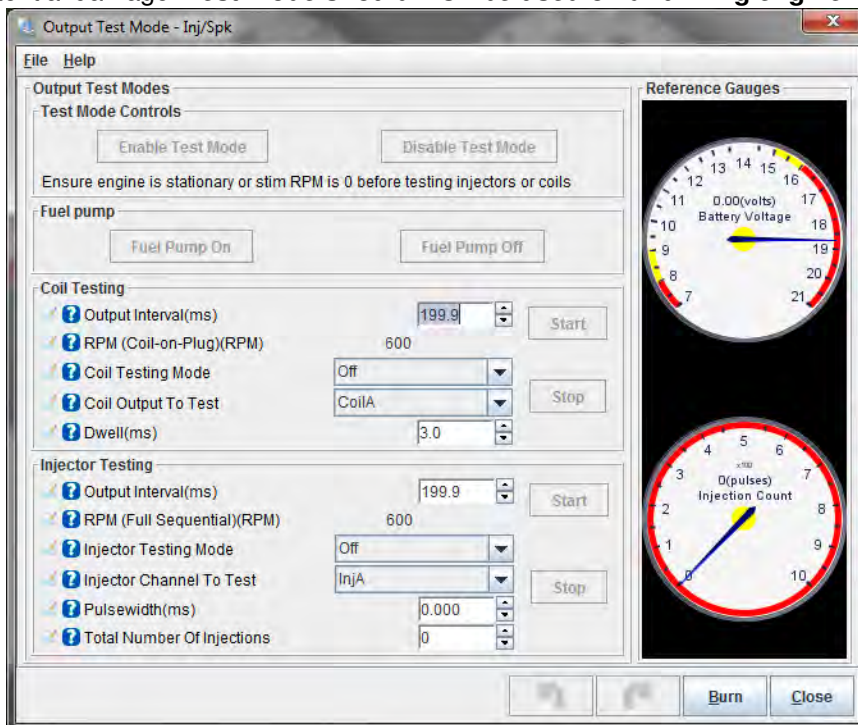 Output Test Mode - Inj/Spk
File Help
Output Test Modes
Test Mode Controls
Enable Test Mode
Disable Test Mode
Ensure engine is stationary or stim RPM is 0 before testing injectors or coils
Fuel pump
Fuel Pump On
Fuel Pump Off
Coil Testing
Output Interval(ms)
199.9
Start
RPM (Coil-on-Plug)(RPM)
600
Coil Testing Mode
Off
Coil Output To Test
CoilA
Stop
Dwell(ms)
3.0
Injector Testing
Output Interval(ms)
199.9
Start
RPM (Full Sequential)(RPM)
600
Injector Testing Mode
Off
Injector Channel To Test
InjA
Stop
Pulsewidth(ms)
0.000
Total Number Of Injections
0
Reference Gauges
7 8 9 10 11 12 13 14 15 16 17 18 19 20 21
0.00(volts)
Battery Voltage
0 1 2 3 4 5 6 7 8 9 10
x100
0(pulses)
Injection Count
Burn
Close